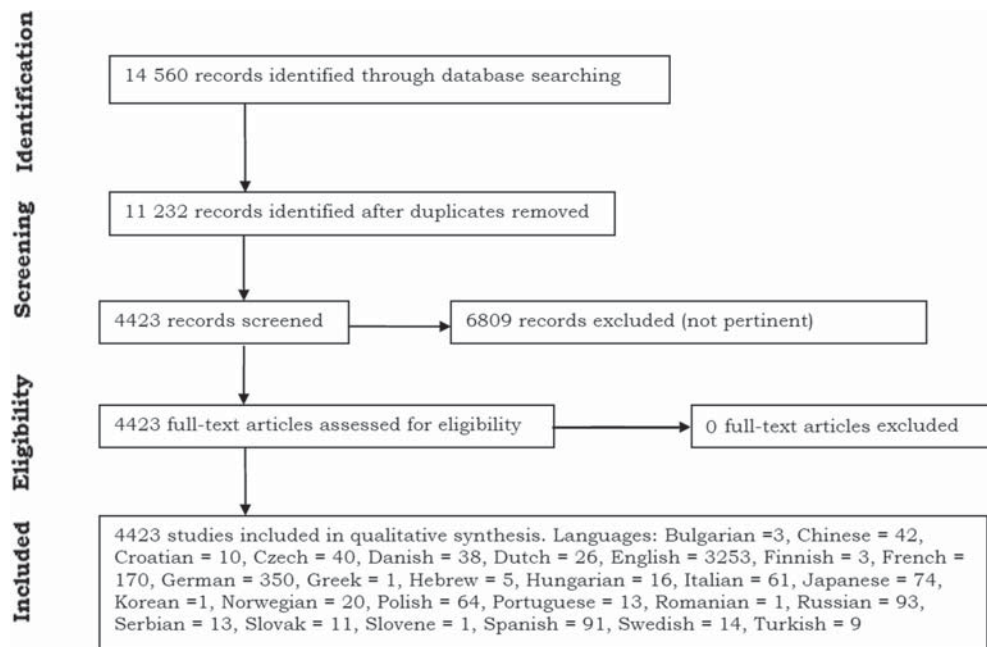 Identification
14 560 records identified through database searching
Screening
11 232 records identified after duplicates removed
4423 records screened
6809 records excluded (not pertinent)
Eligibility
4423 full-text articles assessed for eligibility
0 full-text articles excluded
Included
4423 studies included in qualitative synthesis. Languages: Bulgarian =3, Chinese = 42,
Croatian = 10, Czech = 40, Danish = 38, Dutch = 26, English = 3253, Finnish = 3, French =
170, German = 350, Greek = 1, Hebrew = 5, Hungarian = 16, Italian = 61, Japanese = 74,
Korean =1, Norwegian = 20, Polish = 64, Portuguese = 13, Romanian = 1, Russian = 93,
Serbian = 13, Slovak = 11, Slovene = 1, Spanish = 91, Swedish = 14, Turkish = 9